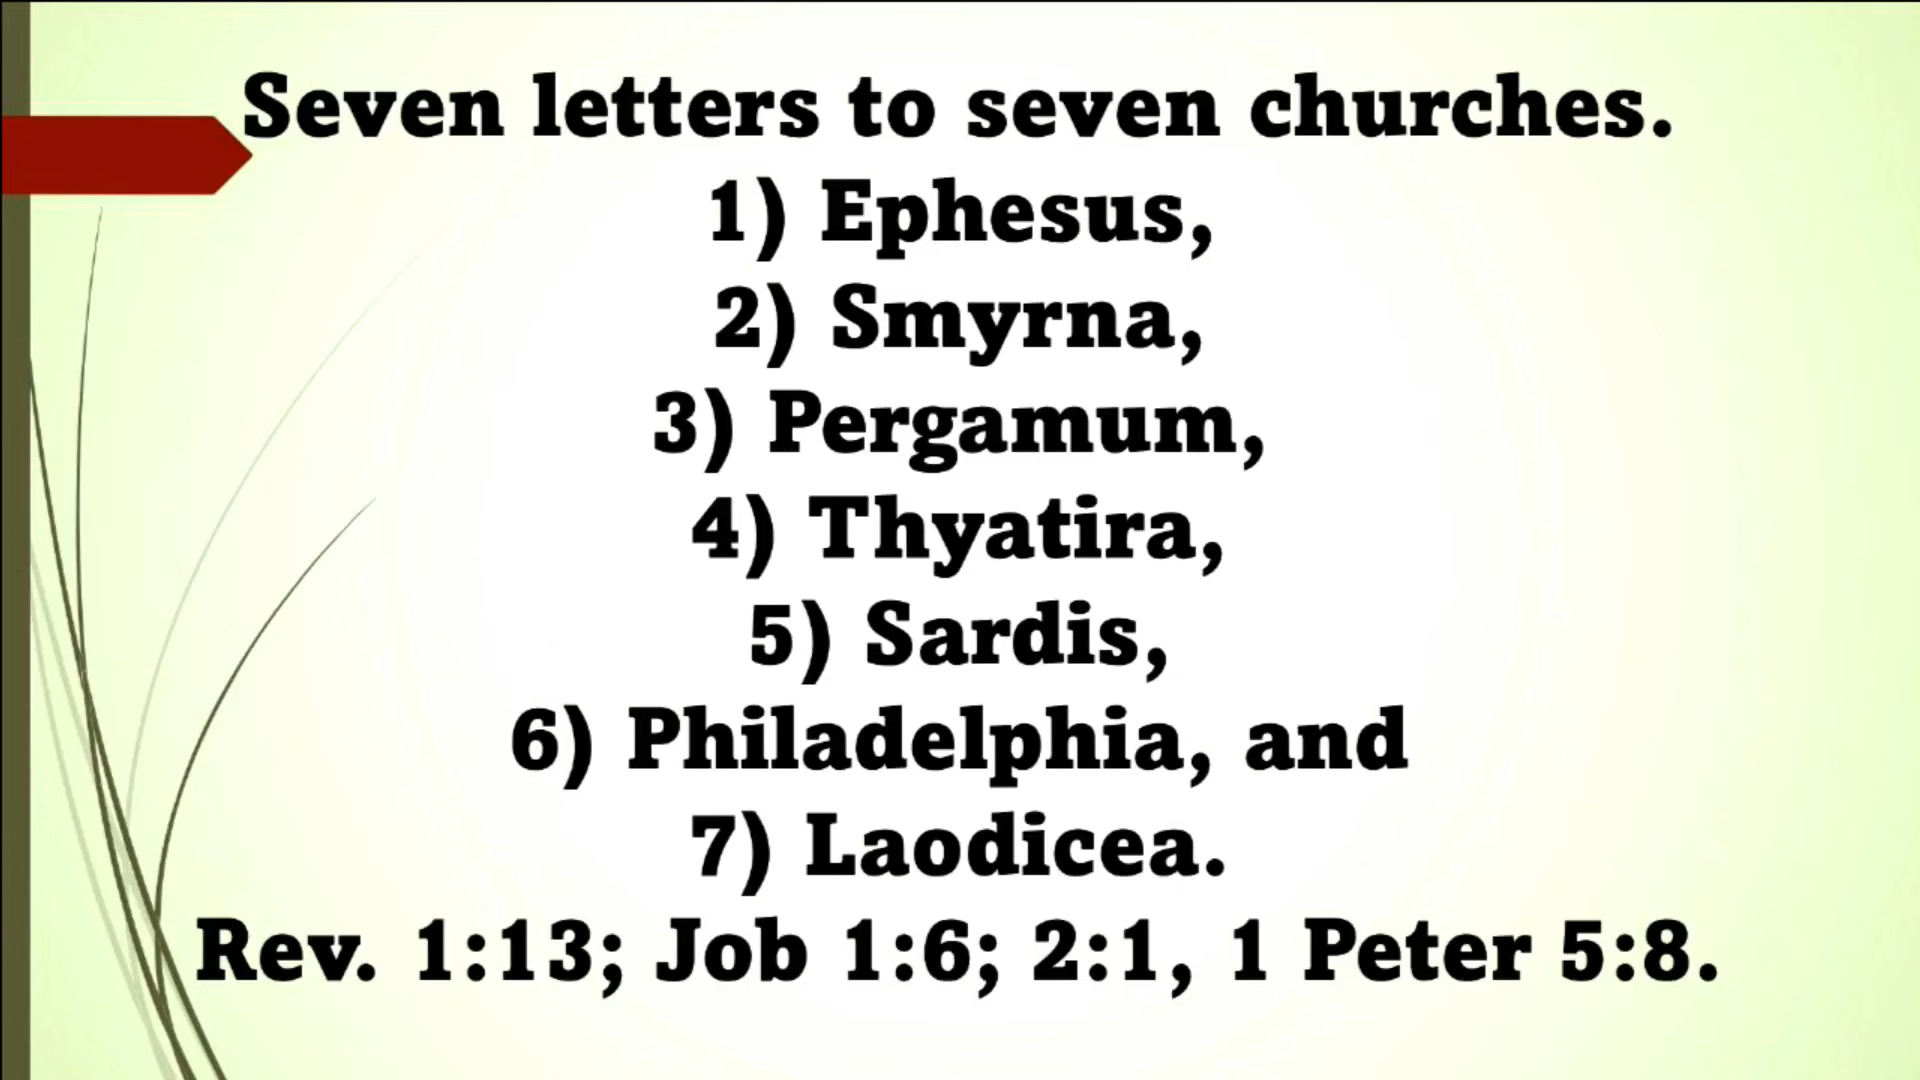 Seven letters to seven churches.
1) Ephesus,
2) Smyrna,
3) Pergamum,
4) Thyatira,
5) Sardis,
6) Philadelphia, and
7) Laodicea.
Rev. 1:13; Job 1:6; 2:1, 1 Peter 5:8.